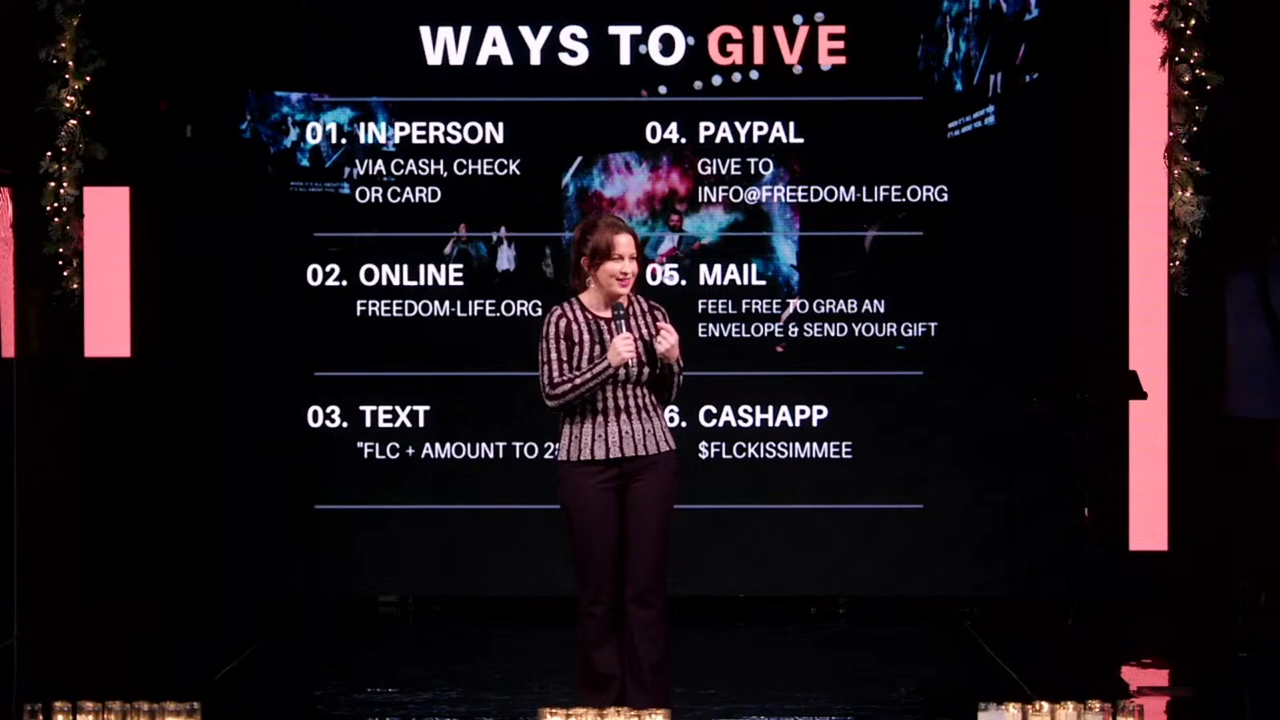 WAYS TO GIVE
01. IN PERSON
VIA CASH, CHECK
OR CARD
02. ONLINE
FREEDOM-LIFE.ORG
03. TEXT
"FLC + AMOUNT TO
04. PAYPAL
GIVE TO
INFO@FREEDOM-LIFE.ORG
05. MAIL
FEEL FREE TO GRAB AN
ENVELOPE & SEND YOUR GIFT
6. CASHAPP
$FLCKISSIMMEE